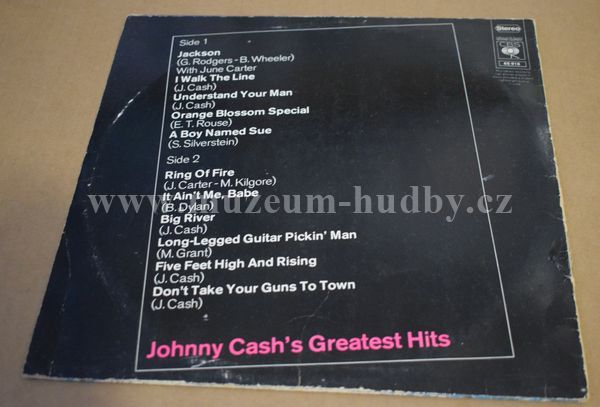 Side 1
Jackson
(G. Rodgers - B. Wheeler)
With June Carter
I Walk The Line
(J. Cash)
Understand Your Man
(J. Cash)
Orange Blossom Special
(E. T. Rouse)
A Boy Named Sue
(S. Silverstein)
Side 2
Ring Of Fire
(J. Carter - M. Kilgore)
It Ain't Me, Babe
(B. Dylan)
Big River
(J. Cash)
Long-Legged Guitar Pickin' Man
(M. Grant)
Five Feet High And Rising
(J. Cash)
Don't Take Your Guns To Town
(J. Cash)
Johnny Cash's Greatest Hits
Stereo
CBS
www.muzeum-hudby.cz